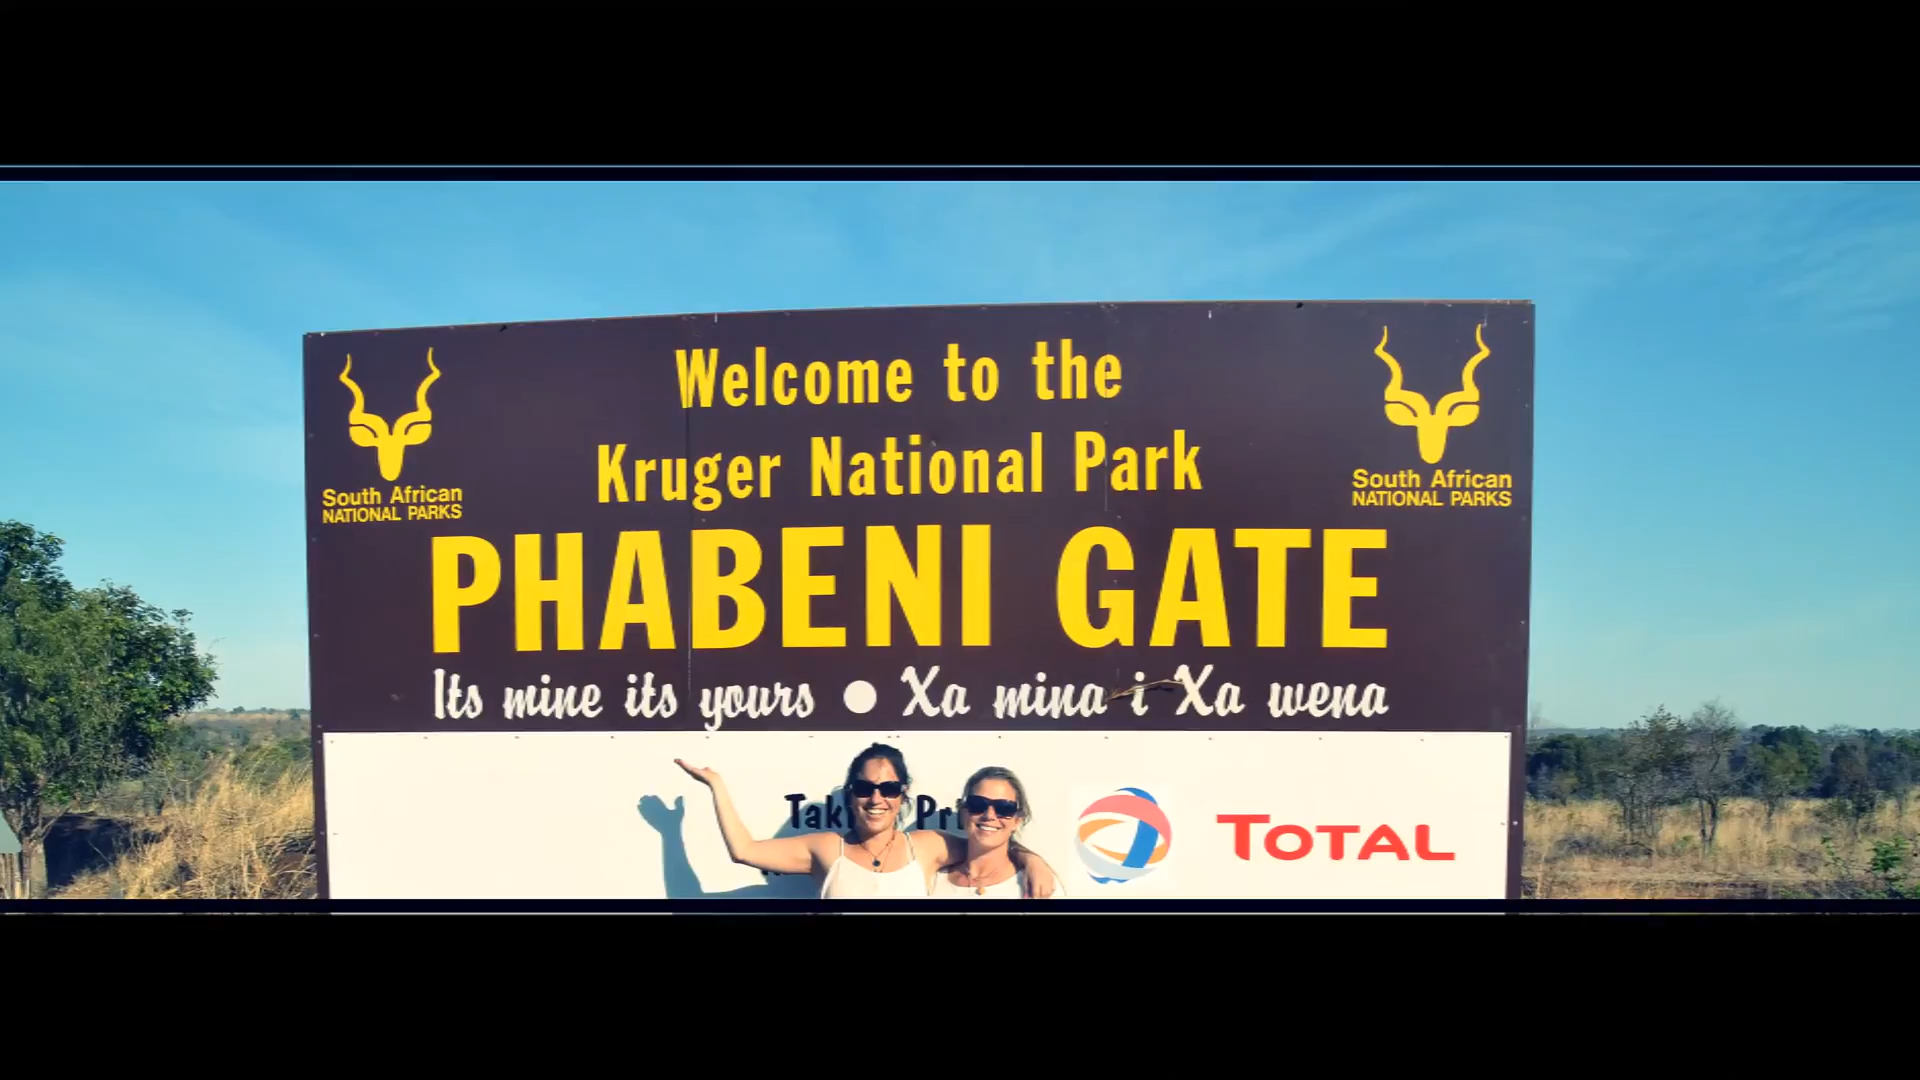 Welcome to the
Kruger National Park
South African
NATIONAL PARKS
South African
NATIONAL PARKS
PHABENI GATE
Its mine its yours ● Xa mina i Xa wena
TOTAL